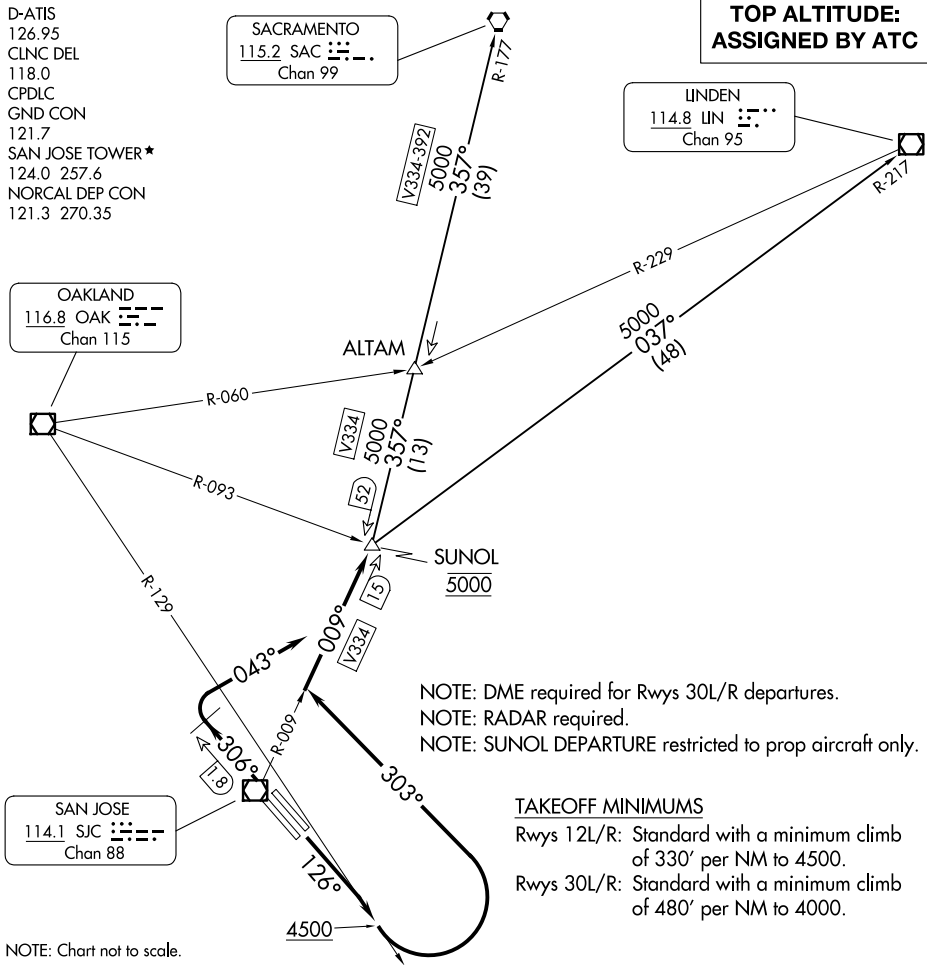 D-ATIS
126.95
CLNC DEL
118.0
CPDLC
GND CON
121.7
SAN JOSE TOWER★
124.0 257.6
NORCAL DEP CON
121.3 270.35
SACRAMENTO
115.2 SAC
Chan 99
TOP ALTITUDE:
ASSIGNED BY ATC
R-177
LINDEN
114.8 LIN
Chan 95
R-217
V334-392
5000
357°
(39)
R-229
OAKLAND
116.8 OAK
Chan 115
5000
037°
(48)
ALTAM
R-060
V334
5000
357°
(13)
R-093
52
SUNOL
5000
15
R-129
009°
V334
043°
NOTE: DME required for Rwys 30L/R departures.
NOTE: RADAR required.
NOTE: SUNOL DEPARTURE restricted to prop aircraft only.
R-009
306°
1.8
303°
SAN JOSE
114.1 SJC
Chan 88
TAKEOFF MINIMUMS
Rwys 12L/R: Standard with a minimum climb
of 330' per NM to 4500.
Rwys 30L/R: Standard with a minimum climb
of 480' per NM to 4000.
126°
4500
NOTE: Chart not to scale.